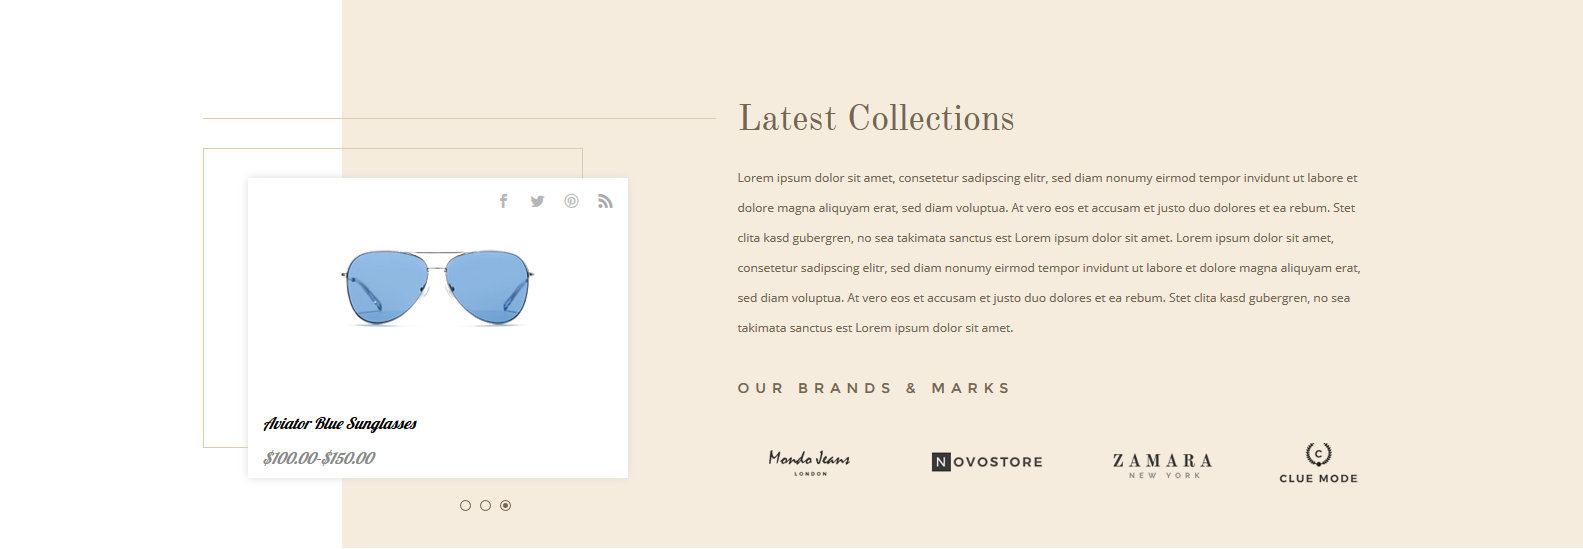 Latest Collections
Lorem ipsum dolor sit amet, consetetur sadipscing elitr, sed diam nonumy eirmod tempor invidunt ut labore et
dolore magna aliquyam erat, sed diam voluptua. At vero eos et accusam et justo duo dolores et ea rebum. Stet
clita kasd gubergren, no sea takimata sanctus est Lorem ipsum dolor sit amet. Lorem ipsum dolor sit amet,
consetetur sadipscing elitr, sed diam nonumy eirmod tempor invidunt ut labore et dolore magna aliquyam erat,
sed diam voluptua. At vero eos et accusam et justo duo dolores et ea rebum. Stet clita kasd gubergren, no sea
takimata sanctus est Lorem ipsum dolor sit amet.
Aviator Blue Sunglasses
$100.00-$150.00
OUR BRANDS & MARKS
Mondo Jeans
LONDON
NOVOSTORE
ZAMARA
NEW YORK
C
CLUE MODE